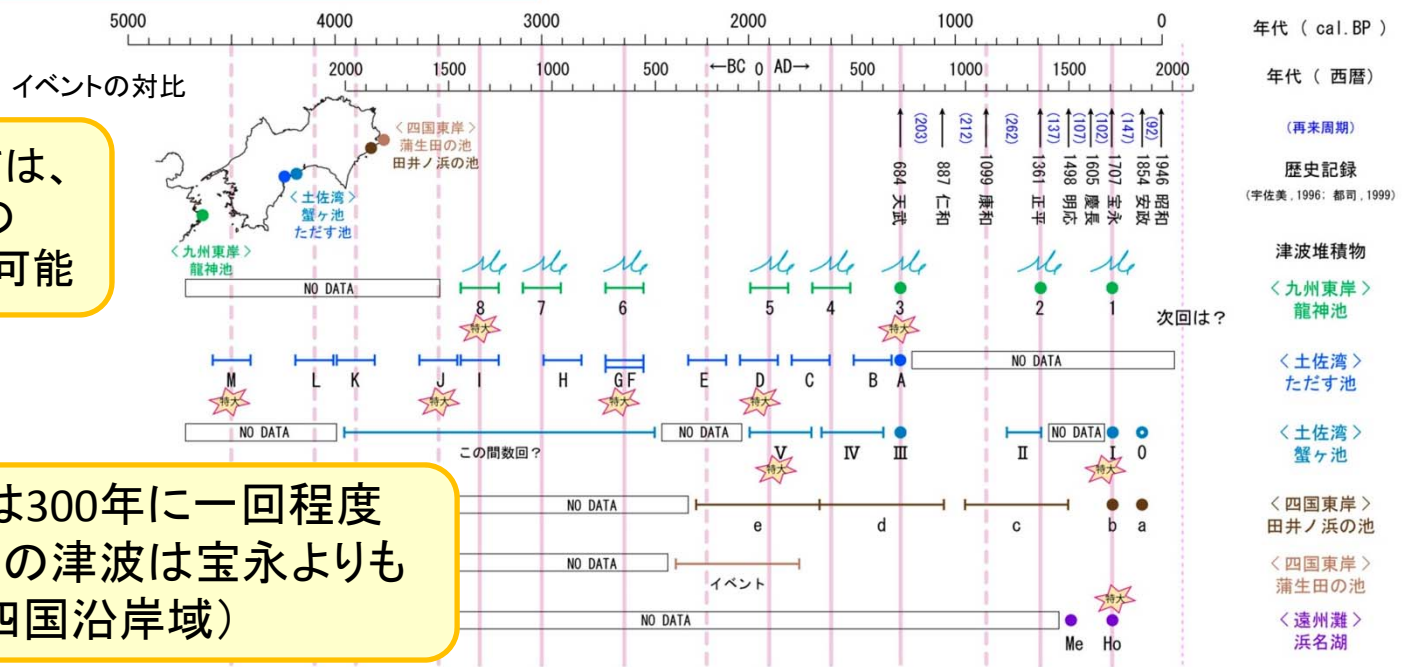 5000 4000 3000 2000 1000 0 年代 ( cal.BP )
イベントの対比
2000 1500 1000 500 ←BC 0 AD→ 500 1000 1500 2000 年代 ( 西暦)
は、
の
可能
<四国東岸>
蒲生田の池
田井ノ浜の池
<土佐湾>
蟹ヶ池
ただす池
<九州東岸>
龍神池
(203) (212) (262) (137) (107) (102) (147) (92) (再来周期)
684 天武
887 仁和
1099 康和
1361 正平
1498 明応
1605 慶長
1707 宝永
1854 安政
1946 昭和
歴史記録
(宇佐美,1996: 都司,1999)
津波堆積物
NO DATA
8 7 6 5 4 3 2 1
特大 特大
<九州東岸>
龍神池
次回は?
NO DATA
M L K J I H G F E D C B A
特大 特大 特大 特大
<土佐湾>
ただす池
NO DATA NO DATA NO DATA
この間数回? Ⅴ Ⅳ Ⅲ Ⅱ Ⅰ 0
特大 特大
<土佐湾>
蟹ヶ池
は300年に一回程度
の津波は宝永よりも
四国沿岸域)
NO DATA
e d c b a
<四国東岸>
田井ノ浜の池
NO DATA
イベント
<四国東岸>
蒲生田の池
特大
NO DATA
Me Ho
<遠州灘>
浜名湖